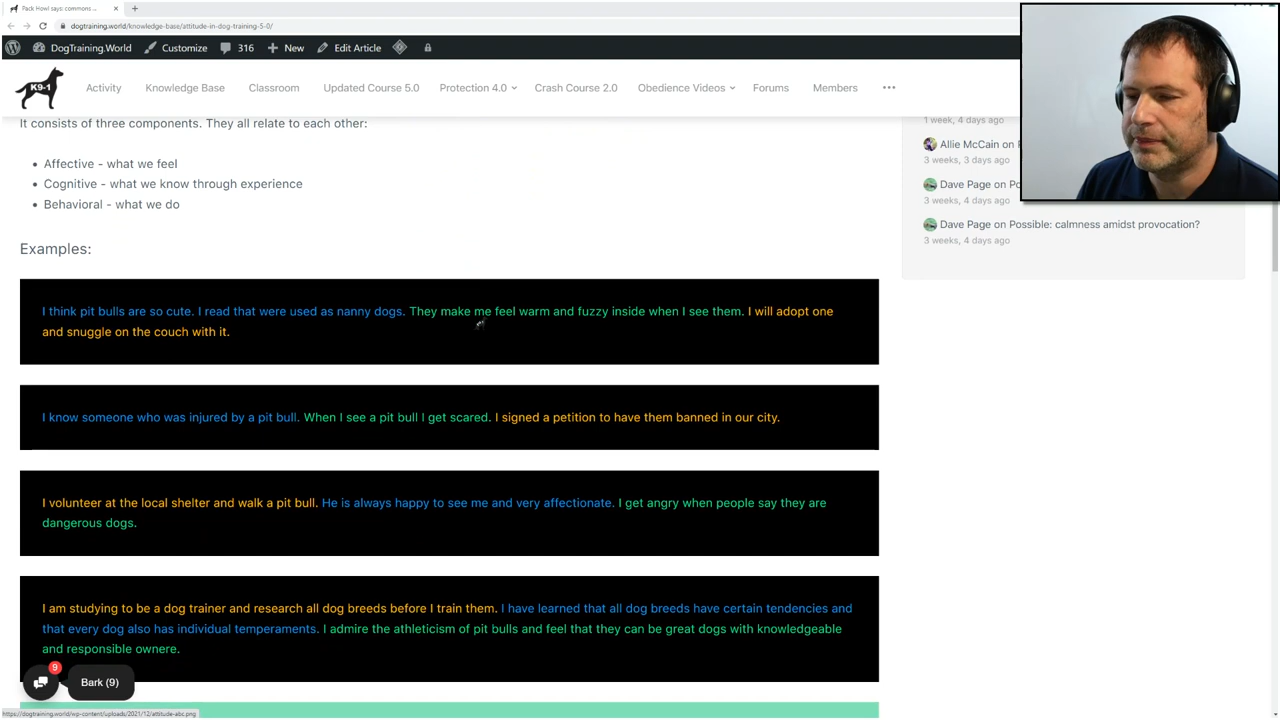 Pack Howl says: commons ...
dogtraining.world/knowledge-base/attitude-in-dog-training-5-0/
DogTraining.World Customize 316 New Edit Article
K9-1 Activity Knowledge Base Classroom Updated Course 5.0 Protection 4.0 Crash Course 2.0 Obedience Videos Forums Members
It consists of three components. They all relate to each other:
Affective - what we feel
Cognitive - what we know through experience
Behavioral - what we do
Examples:
I think pit bulls are so cute. I read that were used as nanny dogs. They make me feel warm and fuzzy inside when I see them. I will adopt one
and snuggle on the couch with it.
I know someone who was injured by a pit bull. When I see a pit bull I get scared. I signed a petition to have them banned in our city.
I volunteer at the local shelter and walk a pit bull. He is always happy to see me and very affectionate. I get angry when people say they are
dangerous dogs.
I am studying to be a dog trainer and research all dog breeds before I train them. I have learned that all dog breeds have certain tendencies and
that every dog also has individual temperaments. I admire the athleticism of pit bulls and feel that they can be great dogs with knowledgeable
and responsible ownere.
1 week, 4 days ago
Allie McCain on
3 weeks, 3 days ago
Dave Page on
3 weeks, 4 days ago
Dave Page on Possible: calmness amidst provocation?
3 weeks, 4 days ago
9
Bark (9)
https://dogtraining.world/wp-content/uploads/2021/12/attitude-abc.png